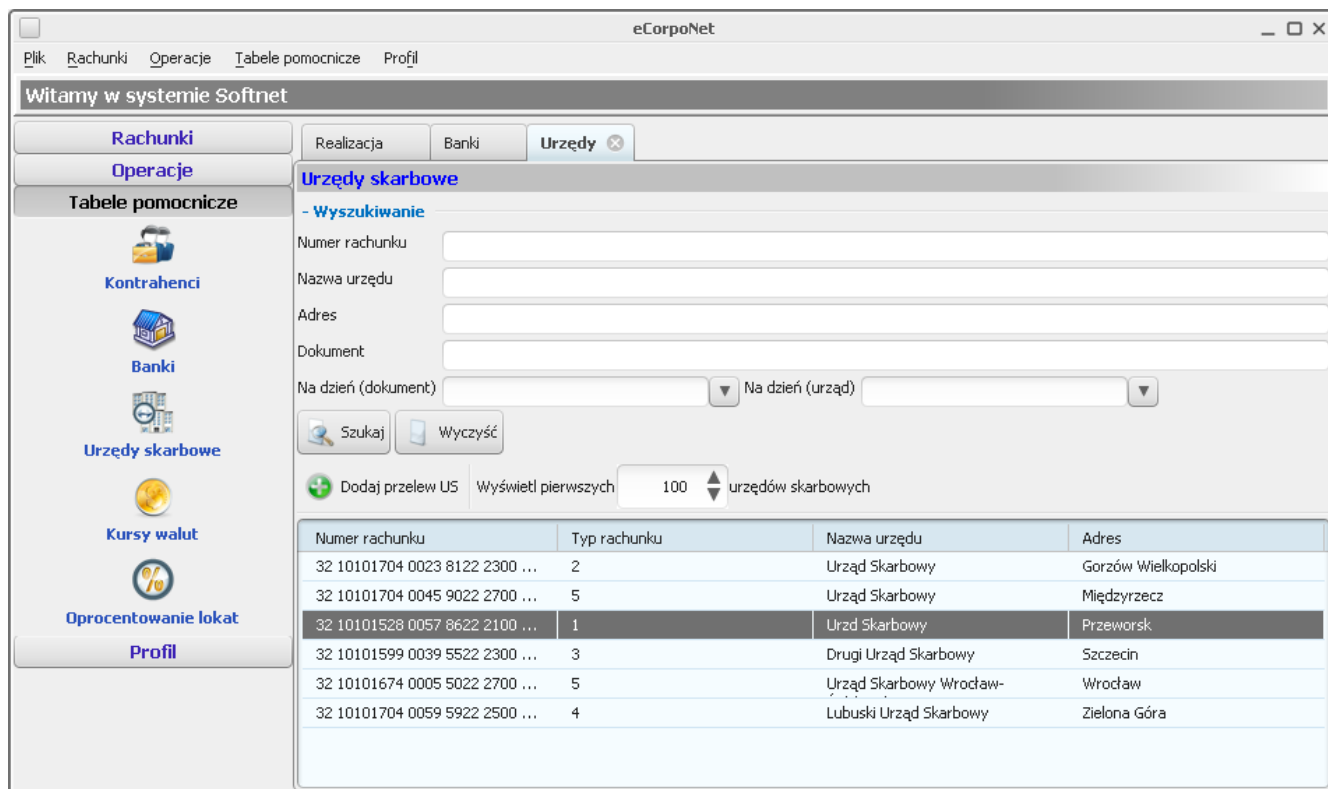 eCorpoNet
Plik Rachunki Operacje Tabele pomocnicze Profil
Witamy w systemie Softnet
Rachunki
Operacje
Tabele pomocnicze
Kontrahenci
Banki
Urzędy skarbowe
Kursy walut
Oprocentowanie lokat
Profil
Realizacja Banki Urzędy
Urzędy skarbowe
- Wyszukiwanie
Numer rachunku
Nazwa urzędu
Adres
Dokument
Na dzień (dokument) Na dzień (urząd)
Szukaj Wyczyść
Dodaj przelew US Wyświetl pierwszych 100 urzędów skarbowych
Numer rachunku Typ rachunku Nazwa urzędu Adres
32 10101704 0023 8122 2300 ... 2 Urząd Skarbowy Gorzów Wielkopolski
32 10101704 0045 9022 2700 ... 5 Urząd Skarbowy Międzyrzecz
32 10101528 0057 8622 2100 ... 1 Urzd Skarbowy Przeworsk
32 10101599 0039 5522 2300 ... 3 Drugi Urząd Skarbowy Szczecin
32 10101674 0005 5022 2700 ... 5 Urząd Skarbowy Wrocław- Wrocław
32 10101704 0059 5922 2500 ... 4 Lubuski Urząd Skarbowy Zielona Góra